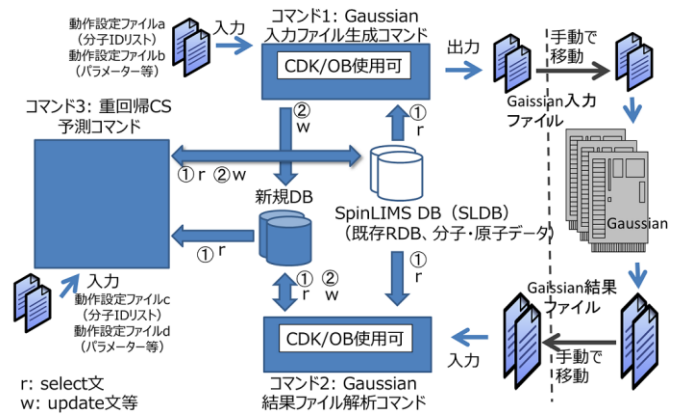 動作設定ファイルa
（分子IDリスト）
動作設定ファイルb
（パラメーター等）
入力
コマンド1: Gaussian
入力ファイル生成コマンド
CDK/OB使用可
出力
手動で
移動
Gaissian入力
ファイル
コマンド3: 重回帰CS
予測コマンド
②
w
①
r
①r ②w
新規DB
SpinLIMS DB（SLDB）
（既存RDB、分子・原子データ）
Gaussian
①r
入力
動作設定ファイルc
（分子IDリスト）
動作設定ファイルd
（パラメーター等）
① ②
r w
①
r
Gaissian結果
ファイル
CDK/OB使用可
入力
手動で
移動
コマンド2: Gaussian
結果ファイル解析コマンド
r: select文
w: update文等